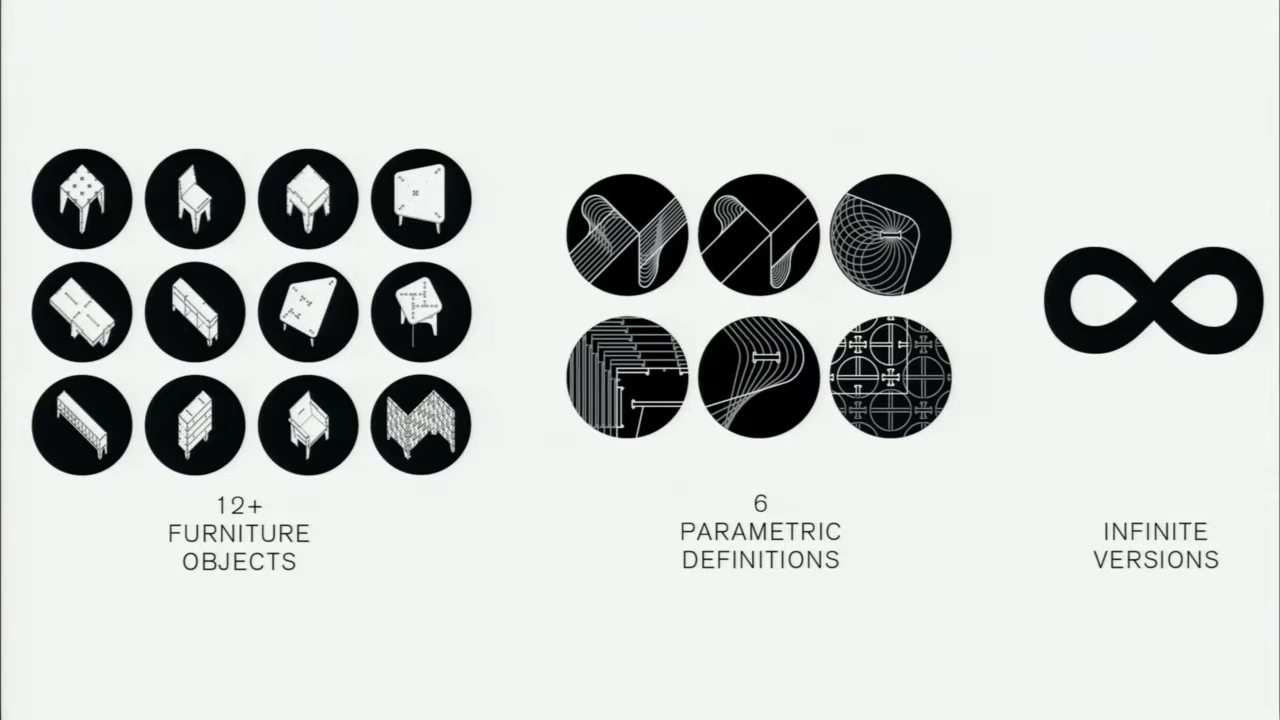 12+
FURNITURE
OBJECTS
6
PARAMETRIC
DEFINITIONS
INFINITE
VERSIONS